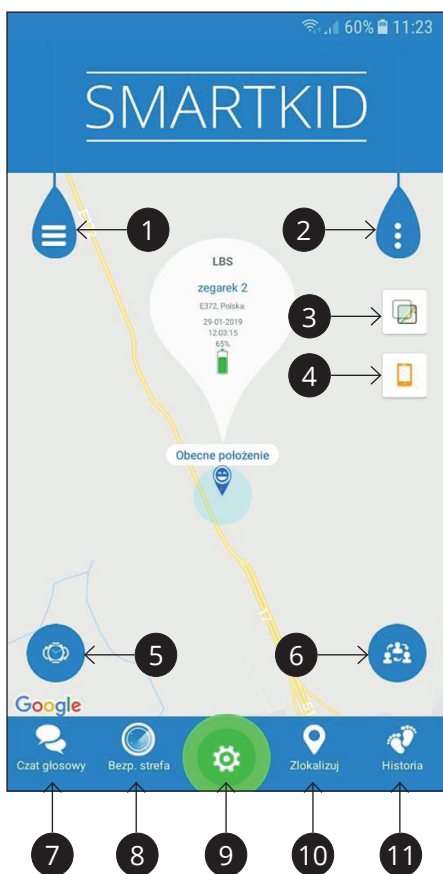 60% 11:23
SMARTKID
1
2
LBS
zegarek 2
E372, Polska
29-01-2019
12:03:15
65%
3
4
Obecne położenie
5
6
17
Google
Czat głosowy Bezp. strefa Zlokalizuj Historia
7 8 9 10 11